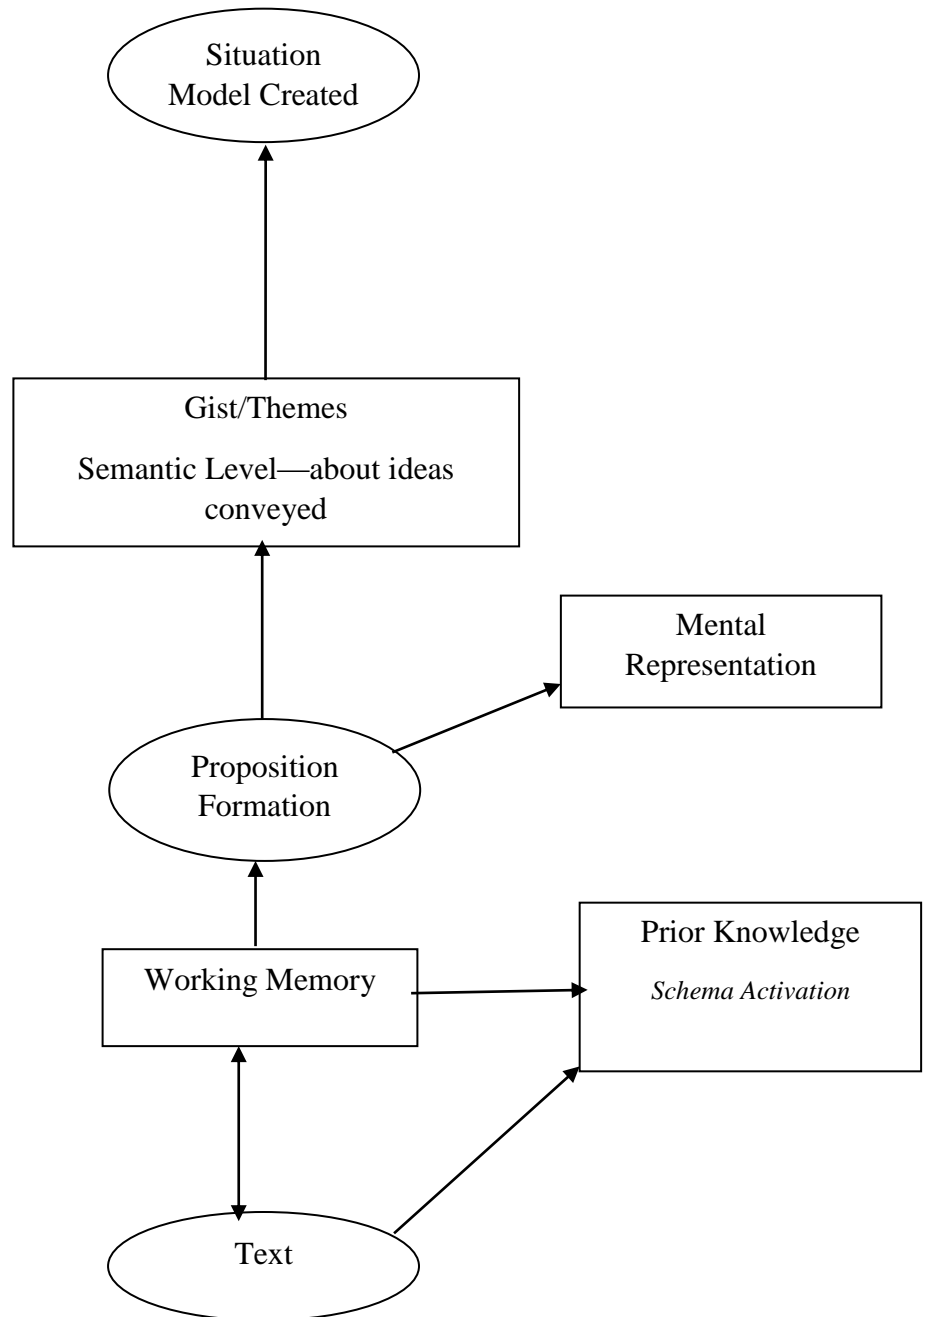 Situation
Model Created
Gist/Themes
Semantic Level—about ideas
conveyed
Mental
Representation
Proposition
Formation
Prior Knowledge
Schema Activation
Working Memory
Text